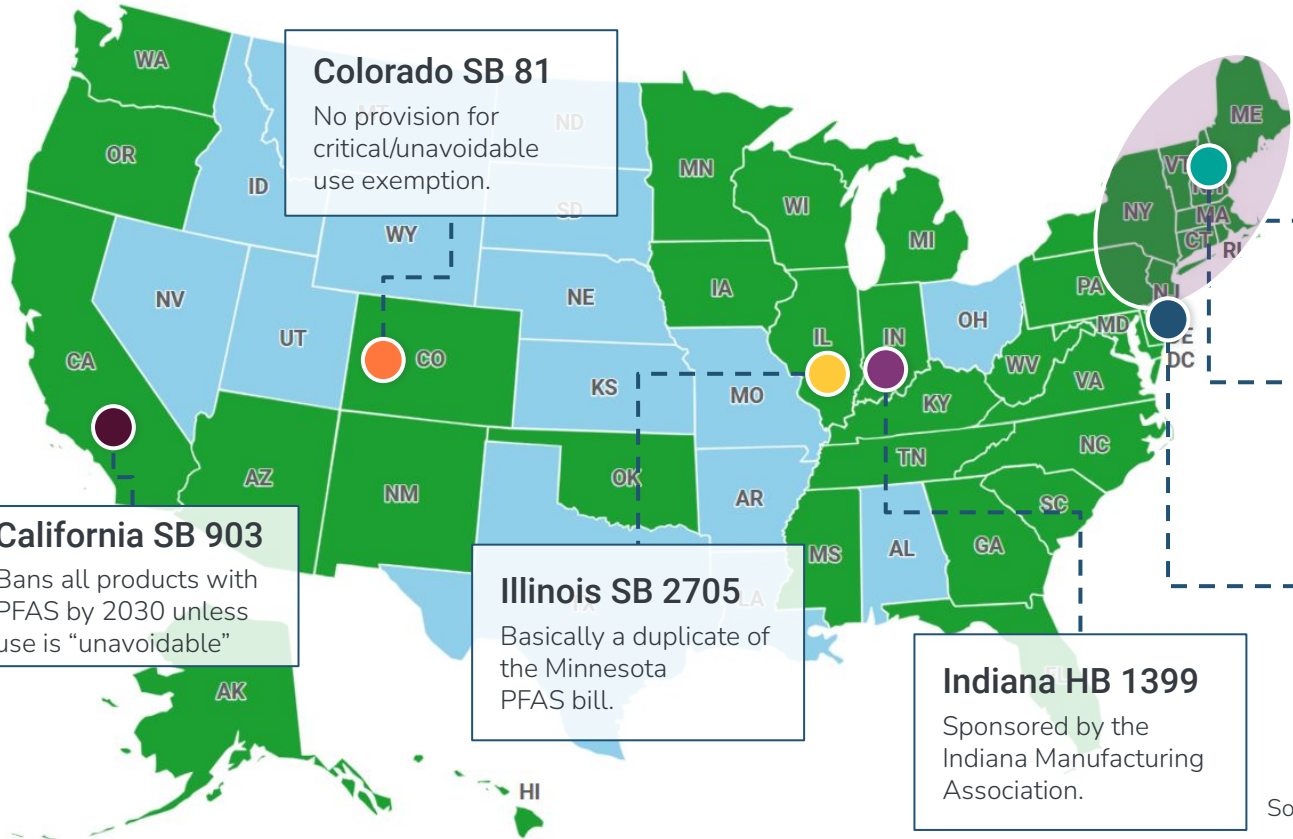 WA
Colorado SB 81
No provision for
critical/unavoidable
use exemption.
MT
ND
OR
ID
SD
WY
MN
WI
MI
ME
VT
NH
NY
MA
CT
RI
NV
UT
CA
CO
NE
KS
IA
MO
IL
IN
OH
PA
NJ
MD
DE
DC
WV
VA
KY
NC
TN
SC
AZ
NM
OK
AR
MS
AL
GA
TX
LA
FL
California SB 903
Bans all products with
PFAS by 2030 unless
use is “unavoidable”
Illinois SB 2705
Basically a duplicate of
the Minnesota
PFAS bill.
Indiana HB 1399
Sponsored by the
Indiana Manufacturing
Association.
AK
HI
So